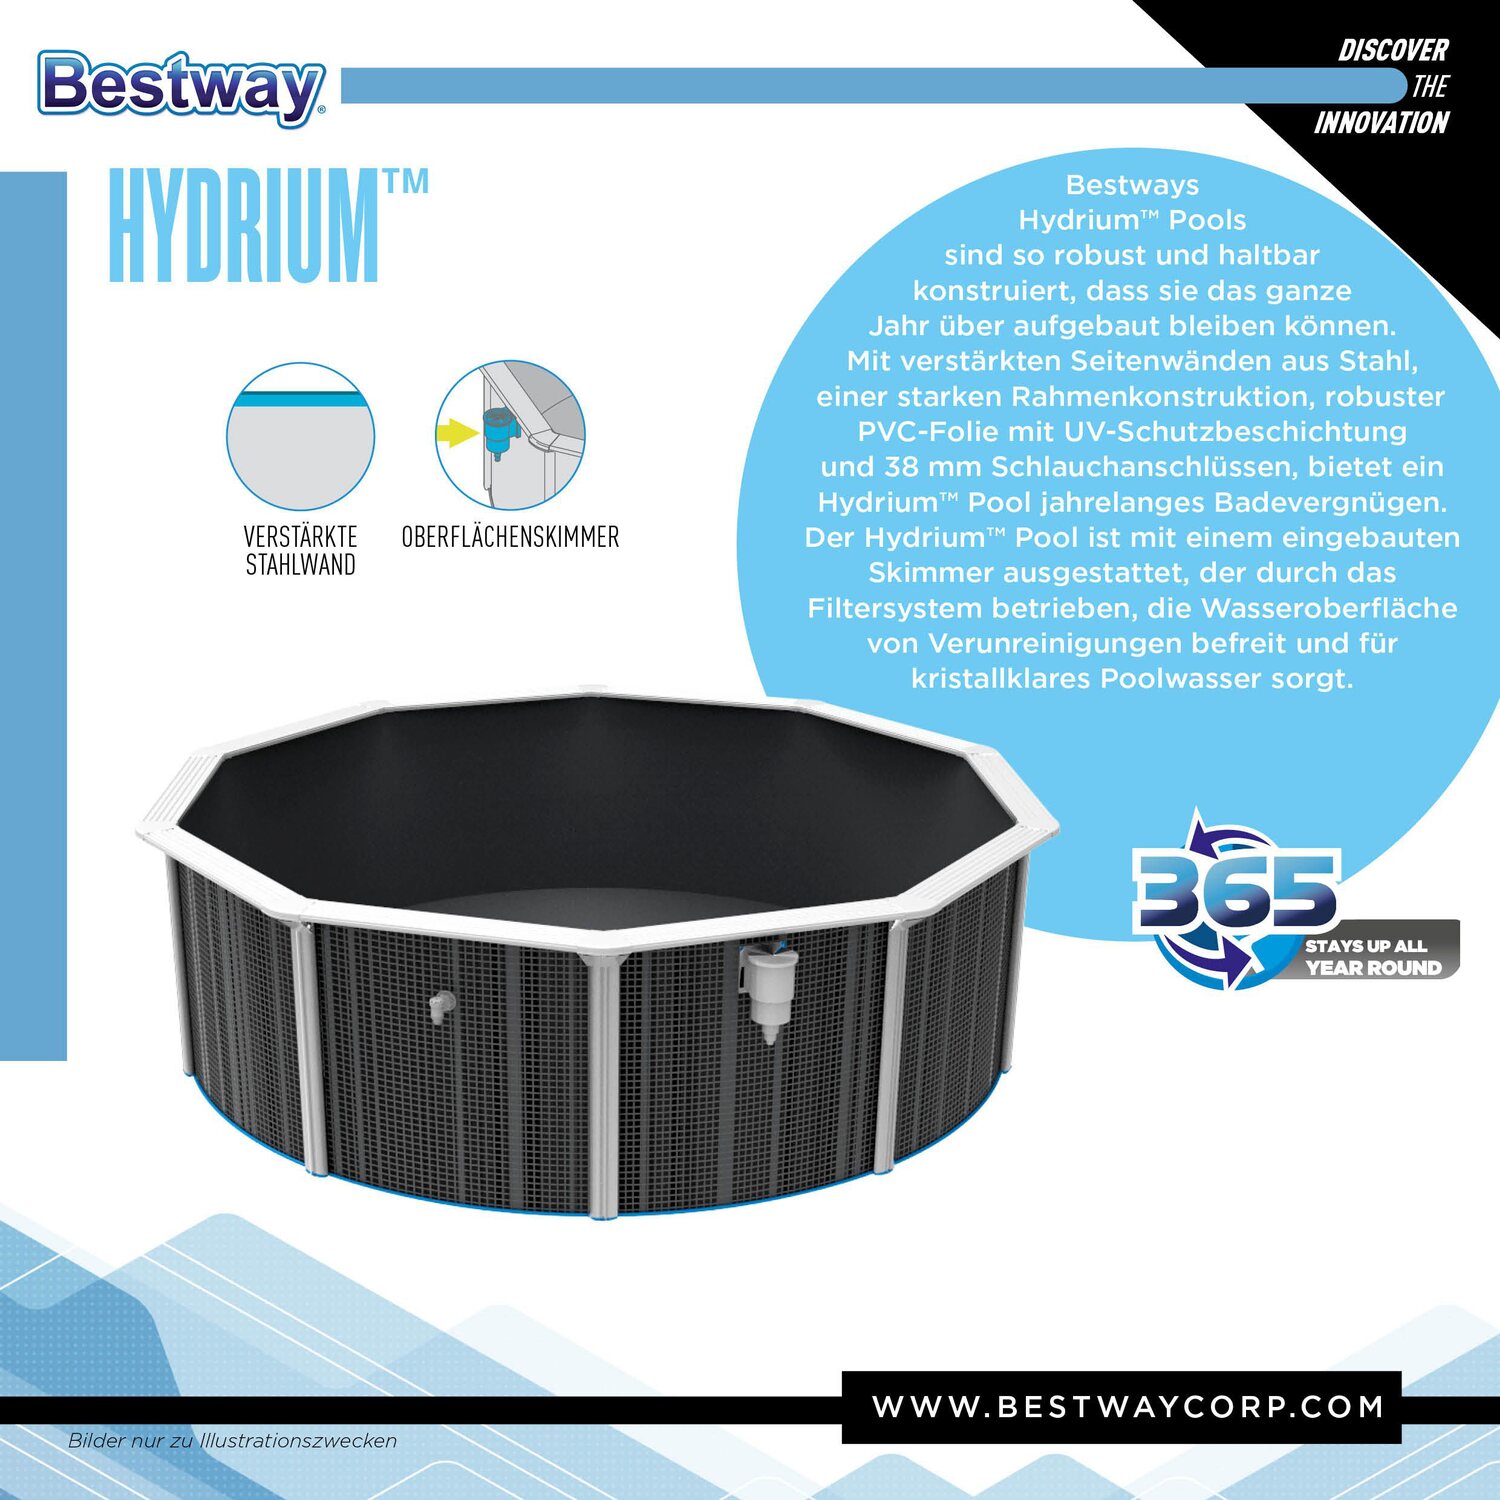 Bestway®
DISCOVER
THE
INNOVATION
HYDRIUM™
Bestways
Hydrium™ Pools
sind so robust und haltbar
konstruiert, dass sie das ganze
Jahr über aufgebaut bleiben können.
Mit verstärkten Seitenwänden aus Stahl,
einer starken Rahmenkonstruktion, robuster
PVC-Folie mit UV-Schutzbeschichtung
und 38 mm Schlauchanschlüssen, bietet ein
Hydrium™ Pool jahrelanges Badevergnügen.
Der Hydrium™ Pool ist mit einem eingebauten
Skimmer ausgestattet, der durch das
Filtersystem betrieben, die Wasseroberfläche
von Verunreinigungen befreit und für
kristallklares Poolwasser sorgt.
VERSTÄRKTE
STAHLWAND
OBERFLÄCHENSKIMMER
365
STAYS UP ALL
YEAR ROUND
WWW.BESTWAYCORP.COM
Bilder nur zu Illustrationszwecken